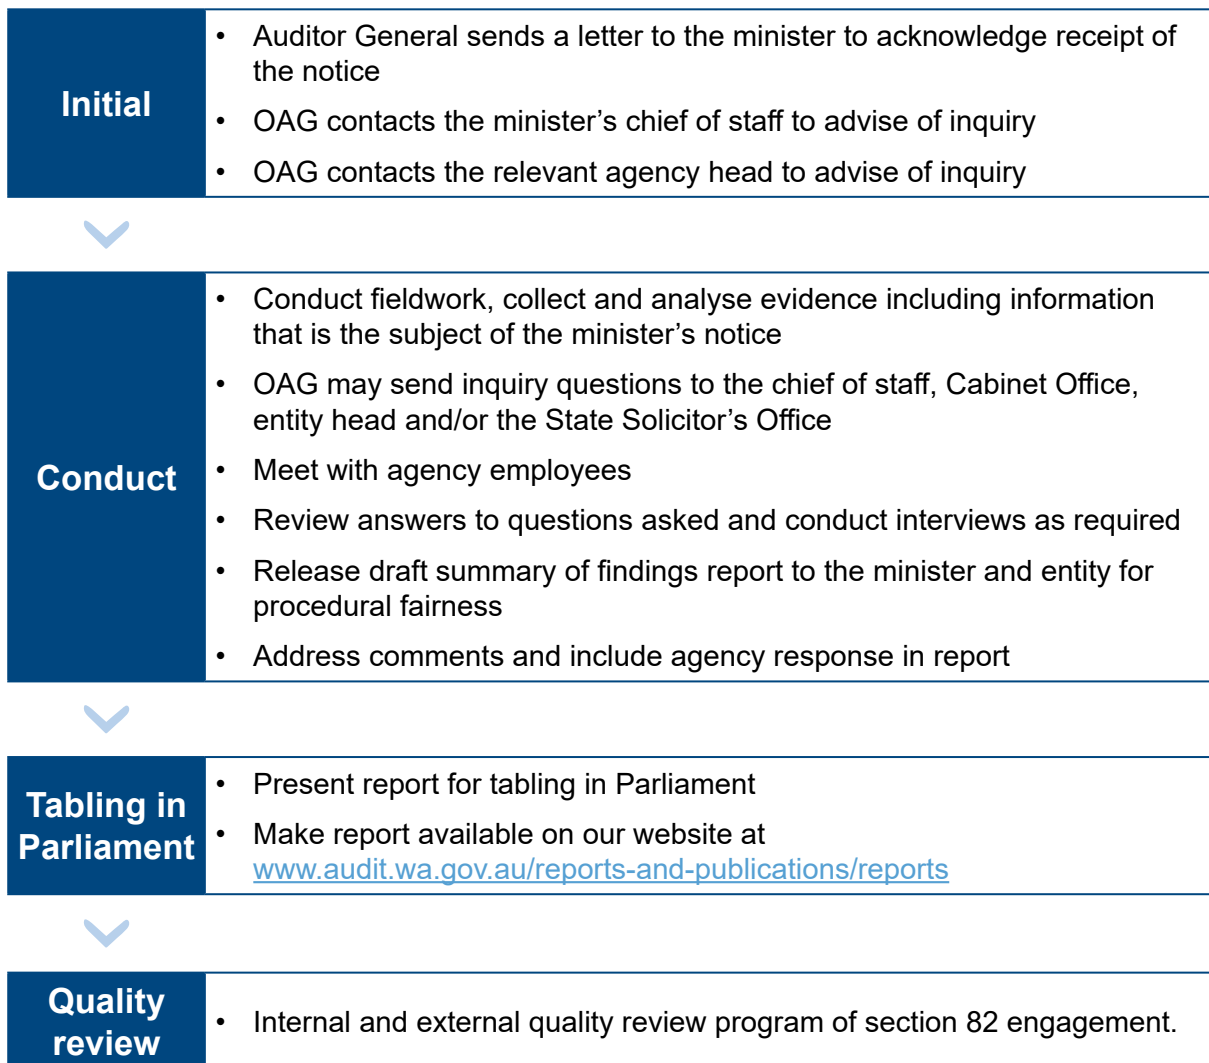 Initial
• Auditor General sends a letter to the minister to acknowledge receipt of
the notice
• OAG contacts the minister’s chief of staff to advise of inquiry
• OAG contacts the relevant agency head to advise of inquiry
Conduct
• Conduct fieldwork, collect and analyse evidence including information
that is the subject of the minister’s notice
• OAG may send inquiry questions to the chief of staff, Cabinet Office,
entity head and/or the State Solicitor’s Office
• Meet with agency employees
• Review answers to questions asked and conduct interviews as required
• Release draft summary of findings report to the minister and entity for
procedural fairness
• Address comments and include agency response in report
Tabling in
Parliament
• Present report for tabling in Parliament
• Make report available on our website at
www.audit.wa.gov.au/reports-and-publications/reports
Quality
review
• Internal and external quality review program of section 82 engagement.